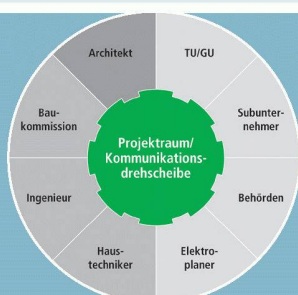 Architekt
TU/GU
Bau-
kommission
Subunter-
nehmer
Projektraum/
Kommunikations-
drehscheibe
Ingenieur
Behörden
Haus-
techniker
Elektro-
planer